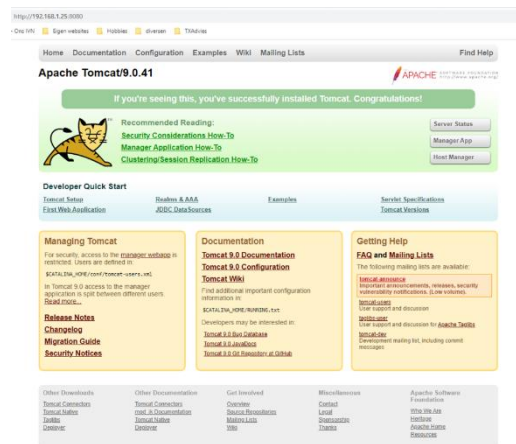 http://192.168.1.25:8080
Eigen websites Hobbies diversen
Home Documentation Configuration Examples Wiki Mailing Lists Find Help
Apache Tomcat/9.0.41
APACHE SOFTWARE FOUNDATION
http://www.apache.org/
If you're seeing this, you've successfully installed Tomcat. Congratulations!
TM
Recommended Reading:
Security Considerations How-To
Manager Application How-To
Clustering/Session Replication How-To
Server Status
Manager App
Host Manager
Developer Quick Start
Tomcat Setup Realms & AAA Examples Servlet Specifications
First Web Application JDBC DataSources Tomcat Versions
Managing Tomcat
For security, access to the manager webapp is
restricted. Users are defined in:
$CATALINA_HOME/conf/tomcat-users.xml
In Tomcat 9.0 access to the manager
application is split between different users.
Read more...
Release Notes
Changelog
Migration Guide
Security Notices
Documentation
Tomcat 9.0 Documentation
Tomcat 9.0 Configuration
Tomcat Wiki
Find additional important configuration
information in:
$CATALINA_HOME/RUNNING.txt
Developers may be interested in:
Tomcat 9.0 Bug Database
Tomcat 9.0 JavaDocs
Tomcat 9.0 Git Repository at GitHub
Getting Help
FAQ and Mailing Lists
The following mailing lists are available:
tomcat-announce
Important announcements, releases, security
vulnerability notifications. (Low volume).
tomcat-users
User support and discussion
taglibs-user
User support and discussion for Apache Taglibs
tomcat-dev
Development mailing list, including commit
messages
Other Downloads Other Documentation Get Involved Miscellaneous Apache Software
Foundation
Tomcat Connectors Tomcat Connectors Overview Contact Who We Are
Tomcat Native mod_jk Documentation Source Repositories Legal Heritage
Taglibs Tomcat Native Mailing Lists Sponsorship Apache Home
Deployer Deployer Wiki Thanks Resources